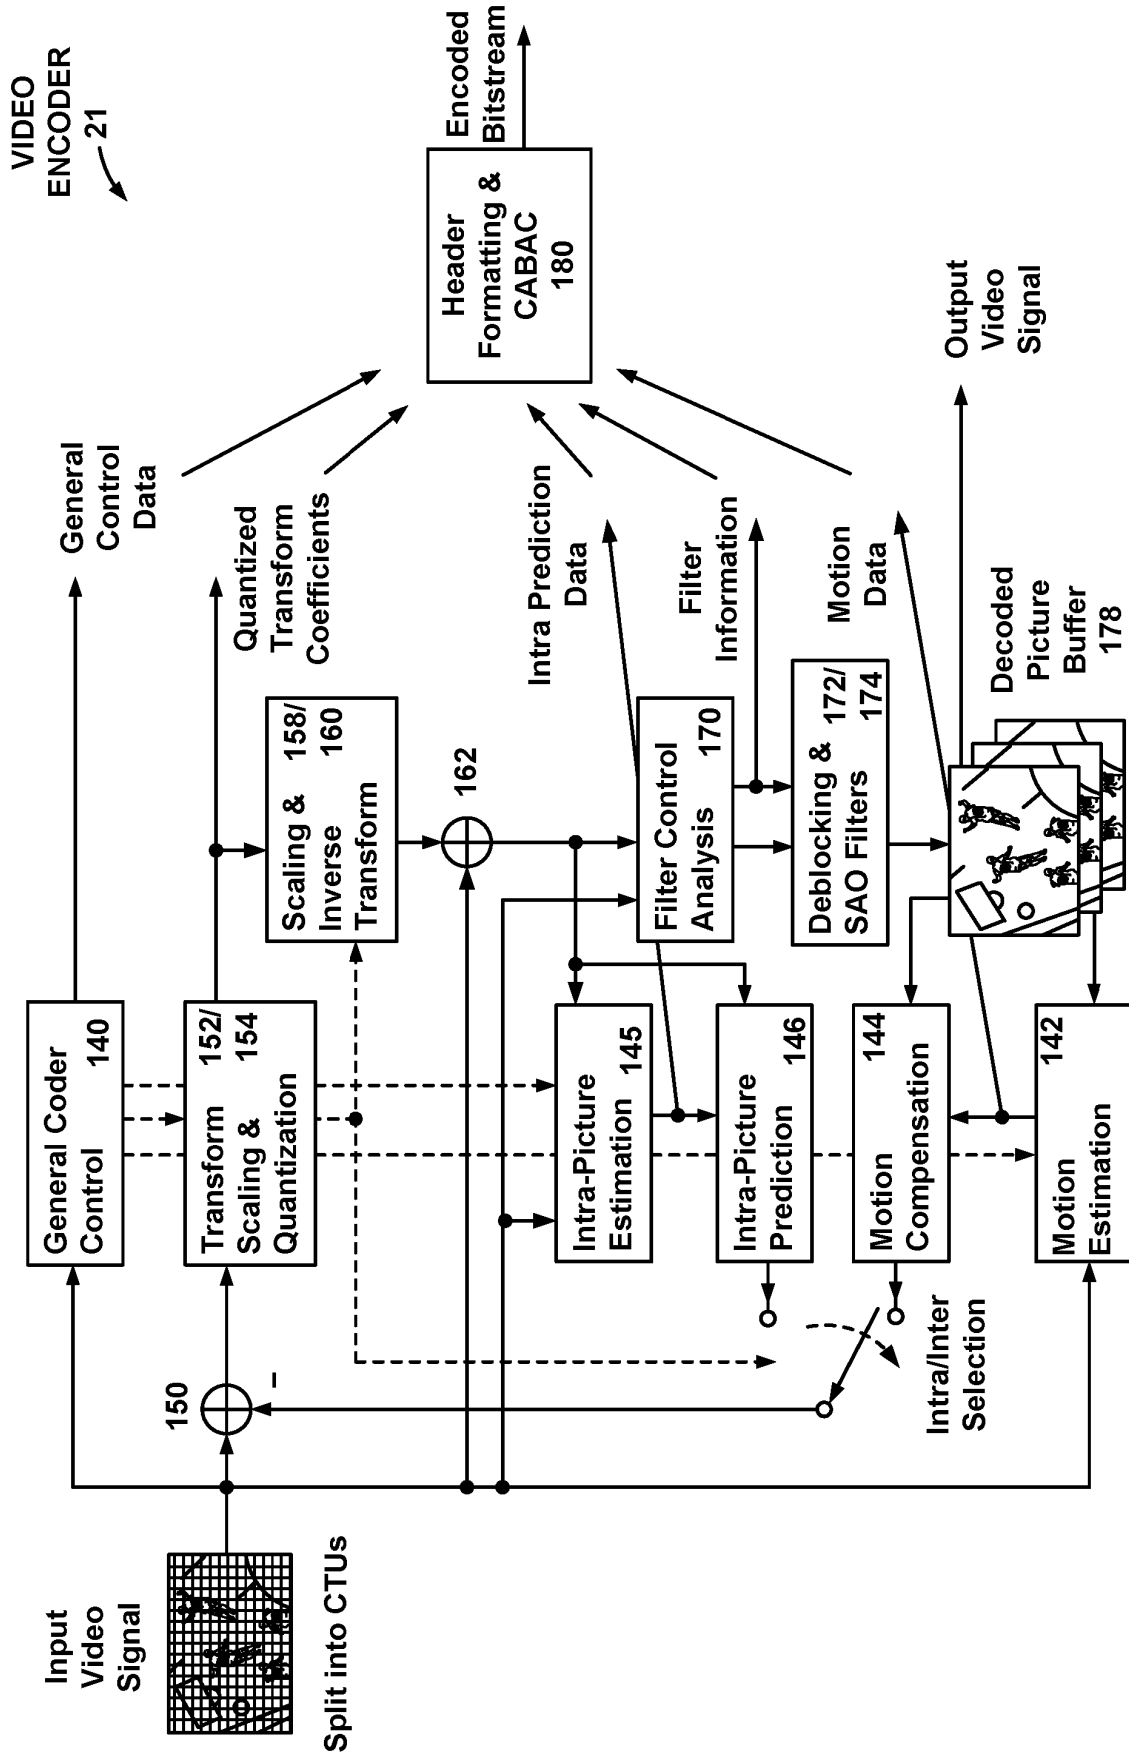 VIDEO
ENCODER
21
Input
Video
Signal
Split into CTUs
General Coder
Control
140
General
Control
Data
150
–
Transform
Scaling &
Quantization
152/
154
Quantized
Transform
Coefficients
Scaling &
Inverse
Transform
158/
160
162
Header
Formatting &
CABAC
180
Encoded
Bitstream
Intra-Picture
Estimation
145
Intra Prediction
Data
Filter Control
Analysis
170
Filter
Information
Intra-Picture
Prediction
146
Deblocking &
SAO Filters
172/
174
Motion
Compensation
144
Motion
Data
Output
Video
Signal
Intra/Inter
Selection
Motion
Estimation
142
Decoded
Picture
Buffer
178